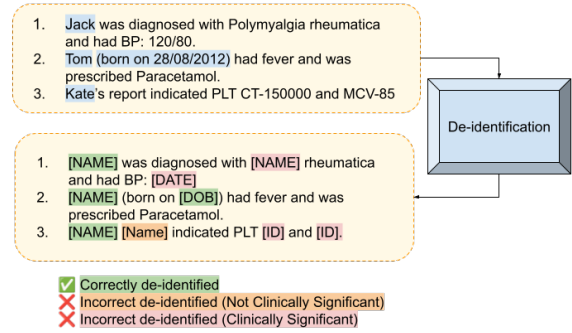 1. Jack was diagnosed with Polymyalgia rheumatica
and had BP: 120/80.
2. Tom (born on 28/08/2012) had fever and was
prescribed Paracetamol.
3. Kate's report indicated PLT CT-150000 and MCV-85
De-identification
1. [NAME] was diagnosed with [NAME] rheumatica
and had BP: [DATE]
2. [NAME] (born on [DOB]) had fever and was
prescribed Paracetamol.
3. [NAME] [Name] indicated PLT [ID] and [ID].
✅ Correctly de-identified
❌ Incorrect de-identified (Not Clinically Significant)
❌ Incorrect de-identified (Clinically Significant)